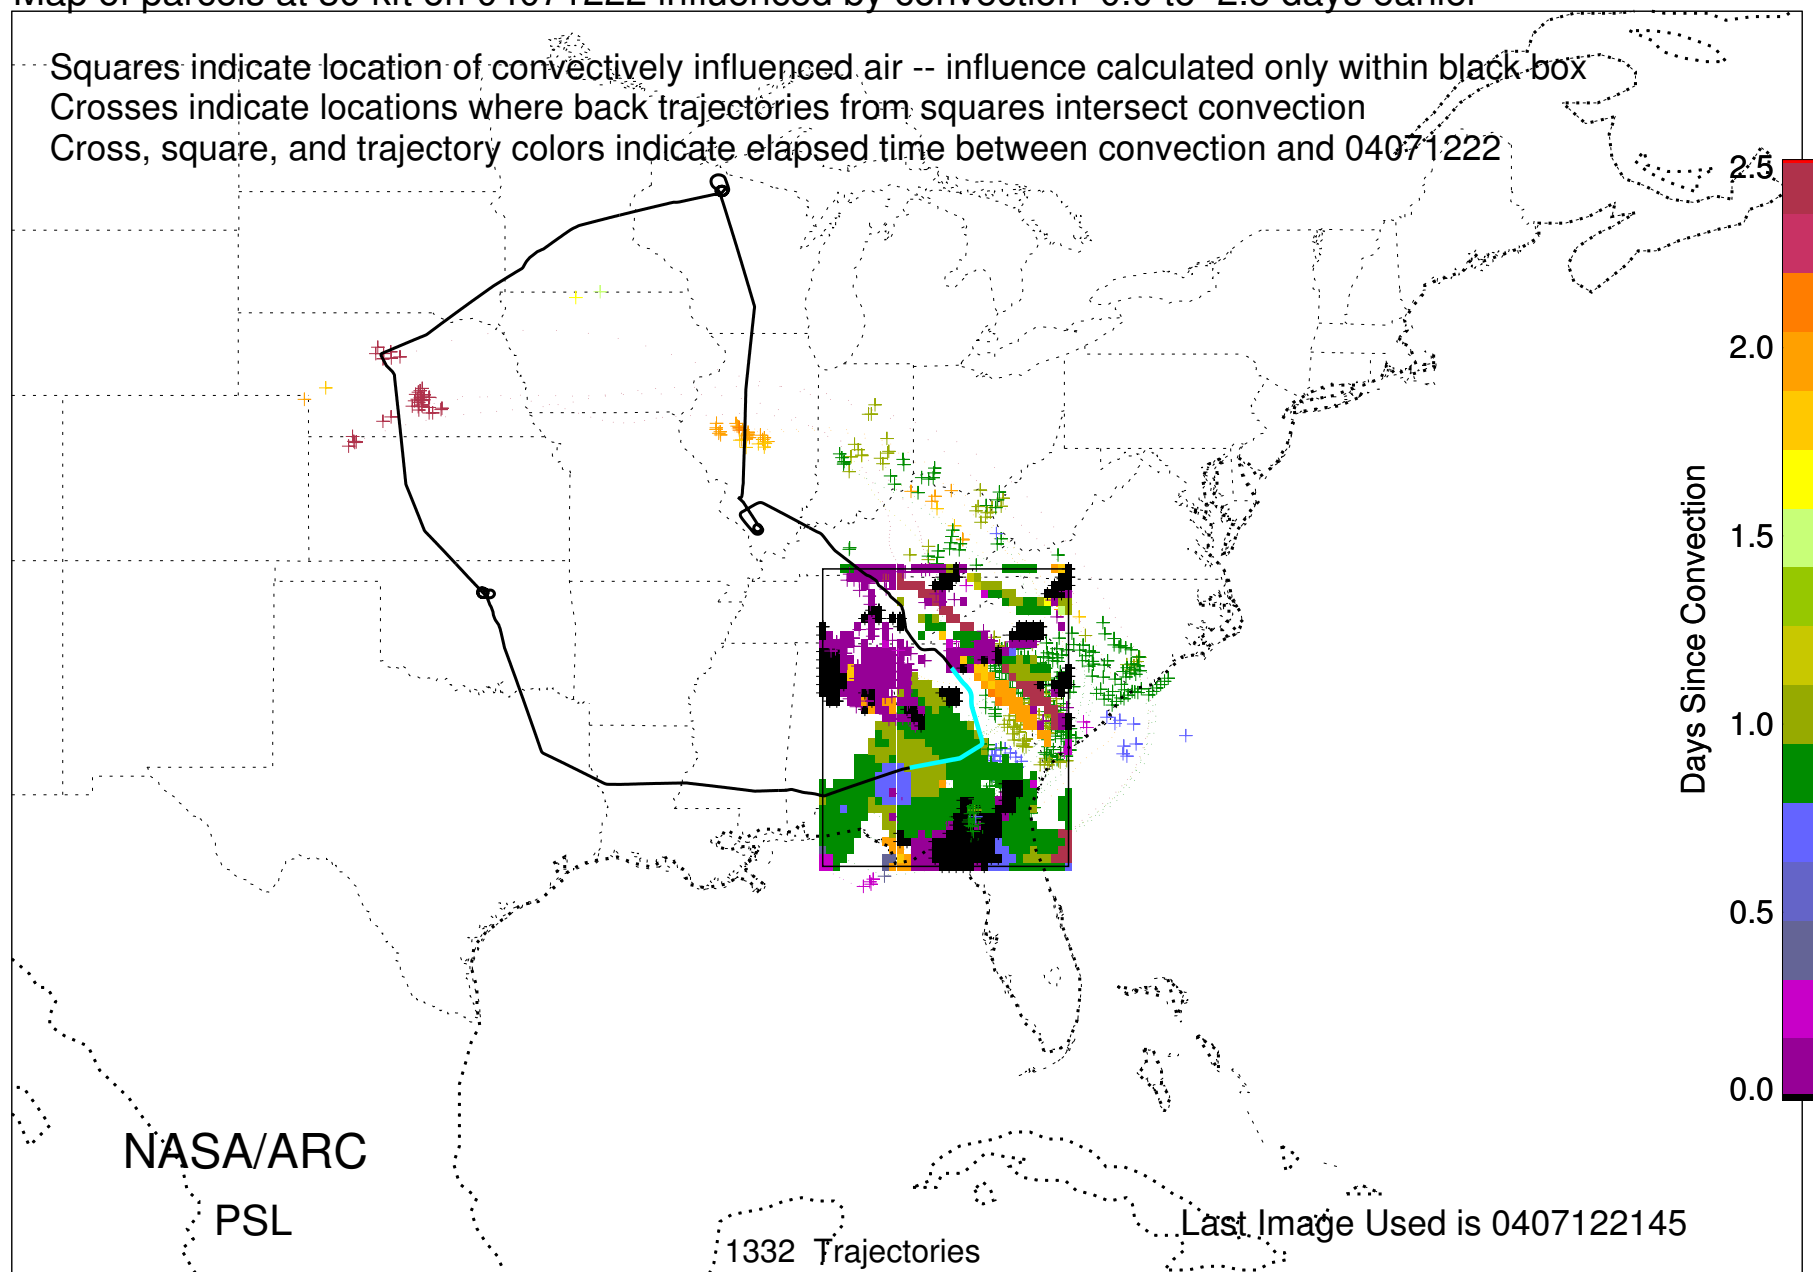 Squares indicate location of convectively influenced air -- influence calculated only within black box
Crosses indicate locations where back trajectories from squares intersect convection
Cross, square, and trajectory colors indicate elapsed time between convection and 04071222
2.5
2.0
1.5
1.0
0.5
0.0
Days Since Convection
NASA/ARC
PSL
1332 Trajectories
Last Image Used is 0407122145